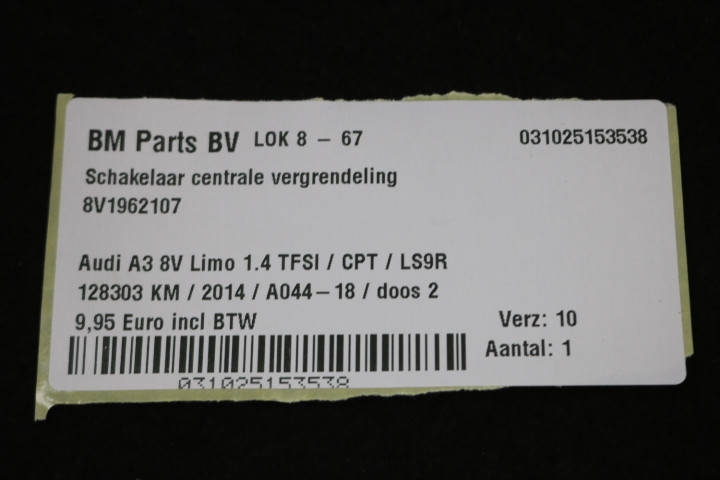 BM Parts BV LOK 8 – 67 031025153538
Schakelaar centrale vergrendeling
8V1962107
Audi A3 8V Limo 1.4 TFSI / CPT / LS9R
128303 KM / 2014 / A044–18 / doos 2
9,95 Euro incl BTW Verz: 10
Aantal: 1
031025153538